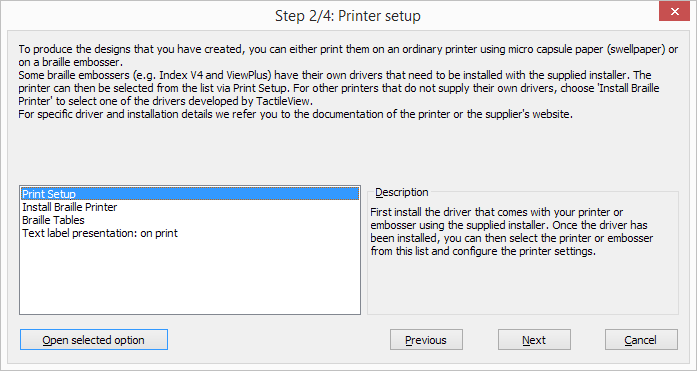 Step 2/4: Printer setup
To produce the designs that you have created, you can either print them on an ordinary printer using micro capsule paper (swellpaper) or
on a braille embosser.
Some braille embossers (e.g. Index V4 and ViewPlus) have their own drivers that need to be installed with the supplied installer. The
printer can then be selected from the list via Print Setup. For other printers that do not supply their own drivers, choose 'Install Braille
Printer' to select one of the drivers developed by TactileView.
For specific driver and installation details we refer you to the documentation of the printer or the supplier's website.
Print Setup
Install Braille Printer
Braille Tables
Text label presentation: on print
Description
First install the driver that comes with your printer or
embosser using the supplied installer. Once the driver has
been installed, you can then select the printer or embosser
from this list and configure the printer settings.
Open selected option
Previous
Next
Cancel